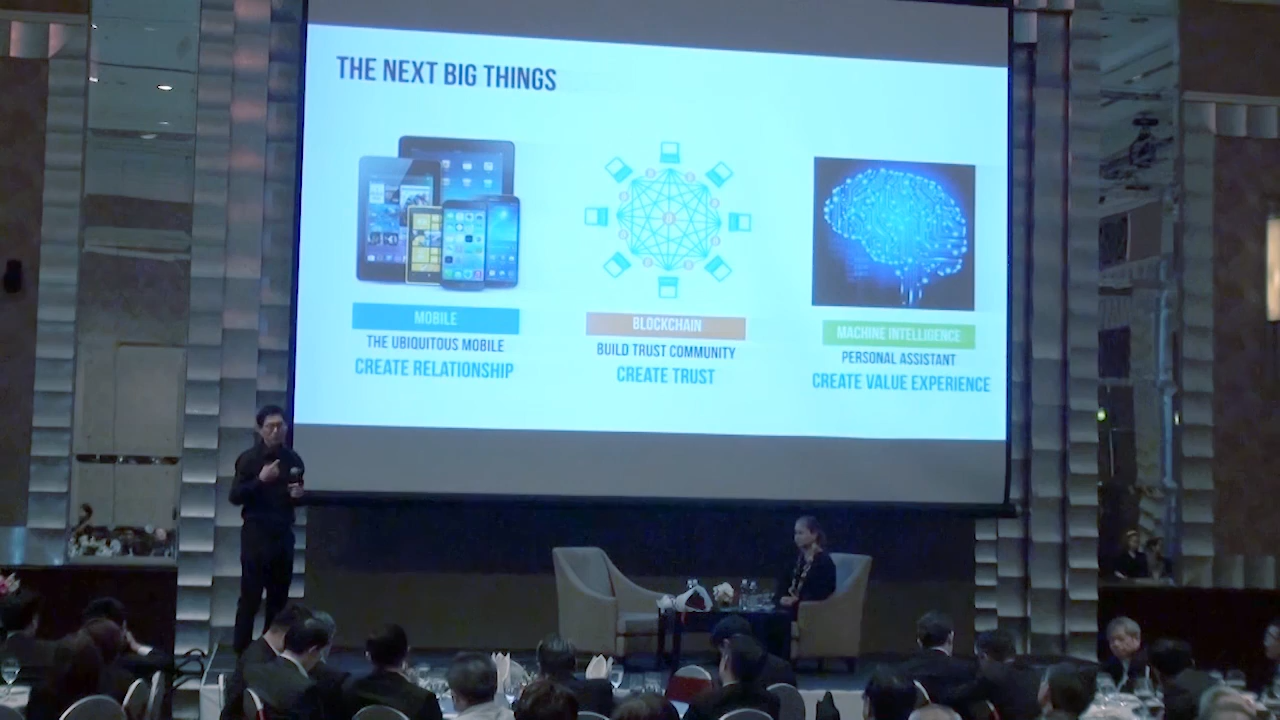 THE NEXT BIG THINGS
MOBILE
THE UBIQUITOUS MOBILE
CREATE RELATIONSHIP
BLOCKCHAIN
BUILD TRUST COMMUNITY
CREATE TRUST
MACHINE INTELLIGENCE
PERSONAL ASSISTANT
CREATE VALUE EXPERIENCE